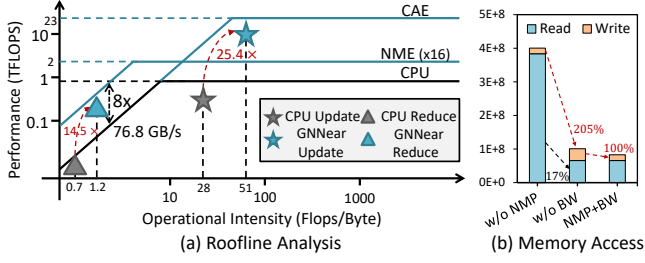 Performance (TFLOPS)
23
10
2
1
0.1
CAE
NME (x16)
CPU
25.4 ×
8x
14.5 ×
76.8 GB/s
CPU Update
CPU Reduce
GNNear Update
GNNear Reduce
0.7
1.2
10
28
51
100
1000
Operational Intensity (Flops/Byte)
(a) Roofline Analysis
5E+8
4E+8
3E+8
2E+8
1E+8
0E+0
Read
Write
205%
100%
17%
w/o NMP
w/o BW
NMP+BW
(b) Memory Access